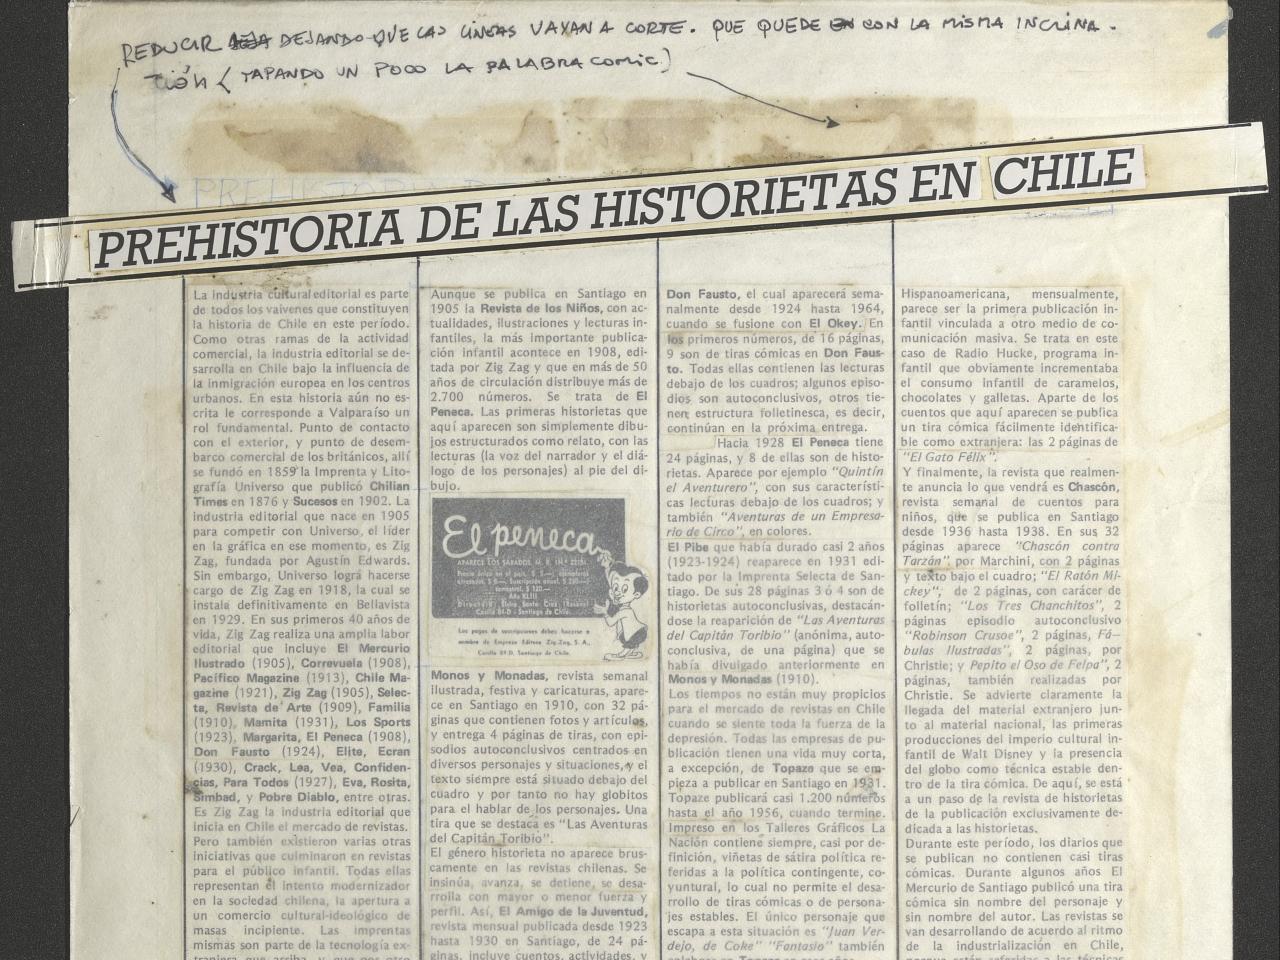 REDUCIR DEJANDO QUE LAS LINEAS VAYAN A CORTE. QUE QUEDE CON LA MISMA INCLINA-
CIÓN (TAPANDO UN POCO LA PALABRA COMIC)
PREHISTORIA DE LAS HISTORIETAS EN CHILE
La industria cultural editorial es parte
de todos los vaivenes que constituyen
la historia de Chile en este período.
Como otras ramas de la actividad
comercial, la industria editorial se de-
sarrolla en Chile bajo la influencia de
la inmigración europea en los centros
urbanos. En esta historia aún no es-
crita le corresponde a Valparaíso un
rol fundamental. Punto de contacto
con el exterior, y punto de desem-
barco comercial de los británicos, allí
se fundó en 1859 la Imprenta y Lito-
grafía Universo que publicó Chilian
Times en 1876 y Sucesos en 1902. La
industria editorial que nace en 1905
para competir con Universo, el líder
en la gráfica en ese momento, es Zig
Zag, fundada por Agustín Edwards.
Sin embargo, Universo logra hacerse
cargo de Zig Zag en 1918, la cual se
instala definitivamente en Bellavista
en 1929. En sus primeros 40 años de
vida, Zig Zag realiza una amplia labor
editorial que incluye El Mercurio
Ilustrado (1905), Correvuela (1908),
Pacífico Magazine (1913), Chile Ma-
gazine (1921), Zig Zag (1905), Selec-
ta, Revista de Arte (1909), Familia
(1910), Mamita (1931), Los Sports
(1923), Margarita, El Peneca (1908),
Don Fausto (1924), Elite, Ecran
(1930), Crack, Lea, Vea, Confiden-
cias, Para Todos (1927), Eva, Rosita,
Simbad, y Pobre Diablo, entre otras.
Es Zig Zag la industria editorial que
inicia en Chile el mercado de revistas.
Pero también existieron varias otras
iniciativas que culminaron en revistas
para el público infantil. Todas ellas
representan el intento modernizador
en la sociedad chilena, la apertura a
un comercio cultural-ideológico de
masas incipiente. Las imprentas
mismas son parte de la tecnología ex-
tranjera que arriba, y que por otro
Aunque se publica en Santiago en
1905 la Revista de los Niños, con ac-
tualidades, ilustraciones y lecturas in-
fantiles, la más importante publica-
ción infantil acontece en 1908, edi-
tada por Zig Zag y que en más de 50
años de circulación distribuye más de
2.700 números. Se trata de El
Peneca. Las primeras historietas que
aquí aparecen son simplemente dibu-
jos estructurados como relato, con las
lecturas (la voz del narrador y el diá-
logo de los personajes) al pie del di-
bujo.
El peneca
APARECE LOS SABADOS. M. R. (N.º 2215).
Precio único en el país, $ 5.—;
Año XLIII
Casilla 84-D - Santiago de Chile.
Los pagos de suscripciones deben hacerse a
nombre de Empresa Editora Zig-Zag, S. A.,
Casilla 84-D, Santiago de Chile.
Monos y Monadas, revista semanal
ilustrada, festiva y caricaturas, apare-
ce en Santiago en 1910, con 32 pá-
ginas que contienen fotos y artículos,
y entrega 4 páginas de tiras, con epi-
sodios autoconclusivos centrados en
diversos personajes y situaciones, y el
texto siempre está situado debajo del
cuadro y por tanto no hay globitos
para el hablar de los personajes. Una
tira que se destaca es "Las Aventuras
del Capitán Toribio".
El género historieta no aparece brus-
camente en las revistas chilenas. Se
insinúa, avanza, se detiene, se desa-
rrolla con mayor o menor fuerza y
perfil. Así, El Amigo de la Juventud,
revista mensual publicada desde 1923
hasta 1930 en Santiago, de 24 pá-
ginas, incluye cuentos, actividades, y
Don Fausto, el cual aparecerá sema-
nalmente desde 1924 hasta 1964,
cuando se fusione con El Okey. En
los primeros números, de 16 páginas,
9 son de tiras cómicas en Don Faus-
to. Todas ellas contienen las lecturas
debajo de los cuadros; algunos episo-
dios son autoconclusivos, otros tie-
nen estructura folletinesca, es decir,
continúan en la próxima entrega.
Hacia 1928 El Peneca tiene
24 páginas, y 8 de ellas son de histo-
rietas. Aparece por ejemplo "Quintín
el Aventurero", con sus característi-
cas lecturas debajo de los cuadros; y
también "Aventuras de un Empresa-
rio de Circo", en colores.
El Pibe que había durado casi 2 años
(1923-1924) reaparece en 1931 edi-
tado por la Imprenta Selecta de San-
tiago. De sus 28 páginas 3 ó 4 son de
historietas autoconclusivas, destacán-
dose la reaparición de "Las Aventuras
del Capitán Toribio" (anónima, auto-
conclusiva, de una página) que se
había divulgado anteriormente en
Monos y Monadas (1910).
Los tiempos no están muy propicios
para el mercado de revistas en Chile
cuando se siente toda la fuerza de la
depresión. Todas las empresas de pu-
blicación tienen una vida muy corta,
a excepción, de Topaze que se em-
pieza a publicar en Santiago en 1931.
Topaze publicará casi 1.200 números
hasta el año 1956, cuando termine.
Impreso en los Talleres Gráficos La
Nación contiene siempre, casi por de-
finición, viñetas de sátira política re-
feridas a la política contingente, co-
yuntural, lo cual no permite el desa-
rrollo de tiras cómicas o de persona-
jes estables. El único personaje que
escapa a esta situación es "Juan Ver-
dejo, de Coke" "Fantasio" también
Hispanoamericana, mensualmente,
parece ser la primera publicación in-
fantil vinculada a otro medio de co-
municación masiva. Se trata en este
caso de Radio Hucke, programa in-
fantil que obviamente incrementaba
el consumo infantil de caramelos,
chocolates y galletas. Aparte de los
cuentos que aquí aparecen se publica
un tira cómica fácilmente identifica-
ble como extranjera: las 2 páginas de
"El Gato Félix".
Y finalmente, la revista que realmen-
te anuncia lo que vendrá es Chascón,
revista semanal de cuentos para
niños, que se publica en Santiago
desde 1936 hasta 1938. En sus 32
páginas aparece "Chascón contra
Tarzán", por Marchini, con 2 páginas
y texto bajo el cuadro; "El Ratón Mi-
ckey", de 2 páginas, con carácer de
folletín; "Los Tres Chanchitos", 2
páginas episodio autoconclusivo
"Robinson Crusoe", 2 páginas, Fá-
bulas Ilustradas", 2 páginas, por
Christie; y Pepito el Oso de Felpa", 2
páginas, también realizadas por
Christie. Se advierte claramente la
llegada del material extranjero jun-
to al material nacional, las primeras
producciones del imperio cultural in-
fantil de Walt Disney y la presencia
del globo como técnica estable den-
tro de la tira cómica. De aquí, se está
a un paso de la revista de historietas
de la publicación exclusivamente de-
dicada a las historietas.
Durante este período, los diarios que
se publican no contienen casi tiras
cómicas. Durante algunos años El
Mercurio de Santiago publicó una tira
cómica sin nombre del personaje y
sin nombre del autor. Las revistas se
van desarrollando de acuerdo al ritmo
de la industrialización en Chile,